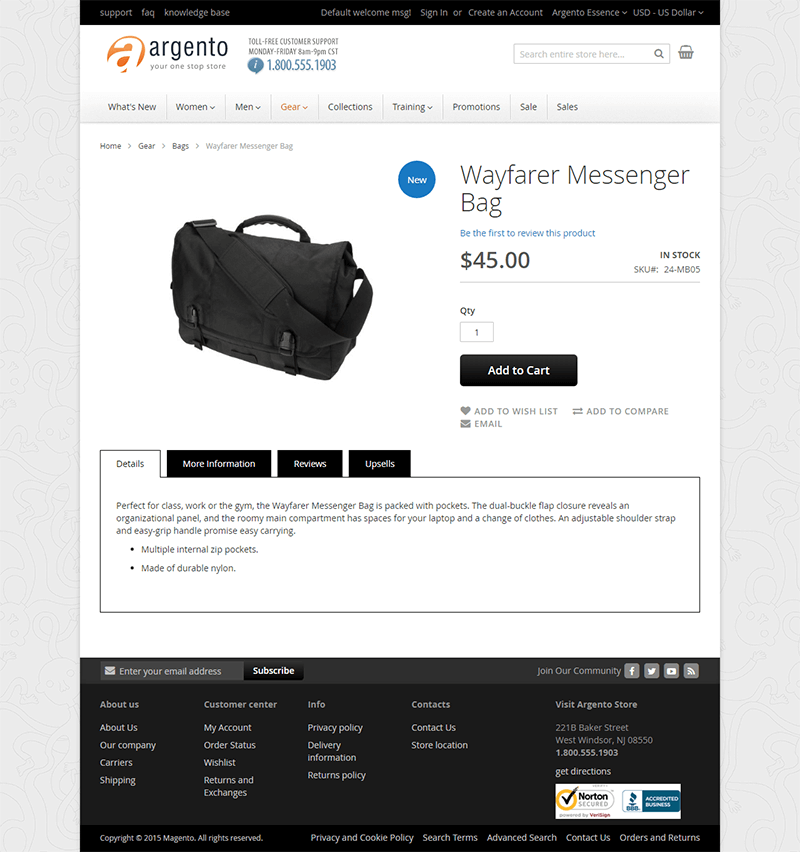 support faq knowledge base Default welcome msg! Sign In or Create an Account Argento Essence USD - US Dollar
argento
your one stop store
TOLL-FREE CUSTOMER SUPPORT
MONDAY-FRIDAY 8am-9pm CST
i 1.800.555.1903
Search entire store here...
What's New Women Men Gear Collections Training Promotions Sale Sales
Home > Gear > Bags > Wayfarer Messenger Bag
New
Wayfarer Messenger
Bag
Be the first to review this product
$45.00
IN STOCK
SKU#: 24-MB05
Qty
1
Add to Cart
ADD TO WISH LIST ADD TO COMPARE
EMAIL
Details More Information Reviews Upsells
Perfect for class, work or the gym, the Wayfarer Messenger Bag is packed with pockets. The dual-buckle flap closure reveals an
organizational panel, and the roomy main compartment has spaces for your laptop and a change of clothes. An adjustable shoulder strap
and easy-grip handle promise easy carrying.
• Multiple internal zip pockets.
• Made of durable nylon.
Enter your email address Subscribe Join Our Community
About us
About Us
Our company
Carriers
Shipping
Customer center
My Account
Order Status
Wishlist
Returns and
Exchanges
Info
Privacy policy
Delivery
information
Returns policy
Contacts
Contact Us
Store location
Visit Argento Store
221B Baker Street
West Windsor, NJ 08550
1.800.555.1903
get directions
Norton
SECURED
powered by VeriSign
BBB
ACCREDITED
BUSINESS
Copyright © 2015 Magento. All rights reserved. Privacy and Cookie Policy Search Terms Advanced Search Contact Us Orders and Returns